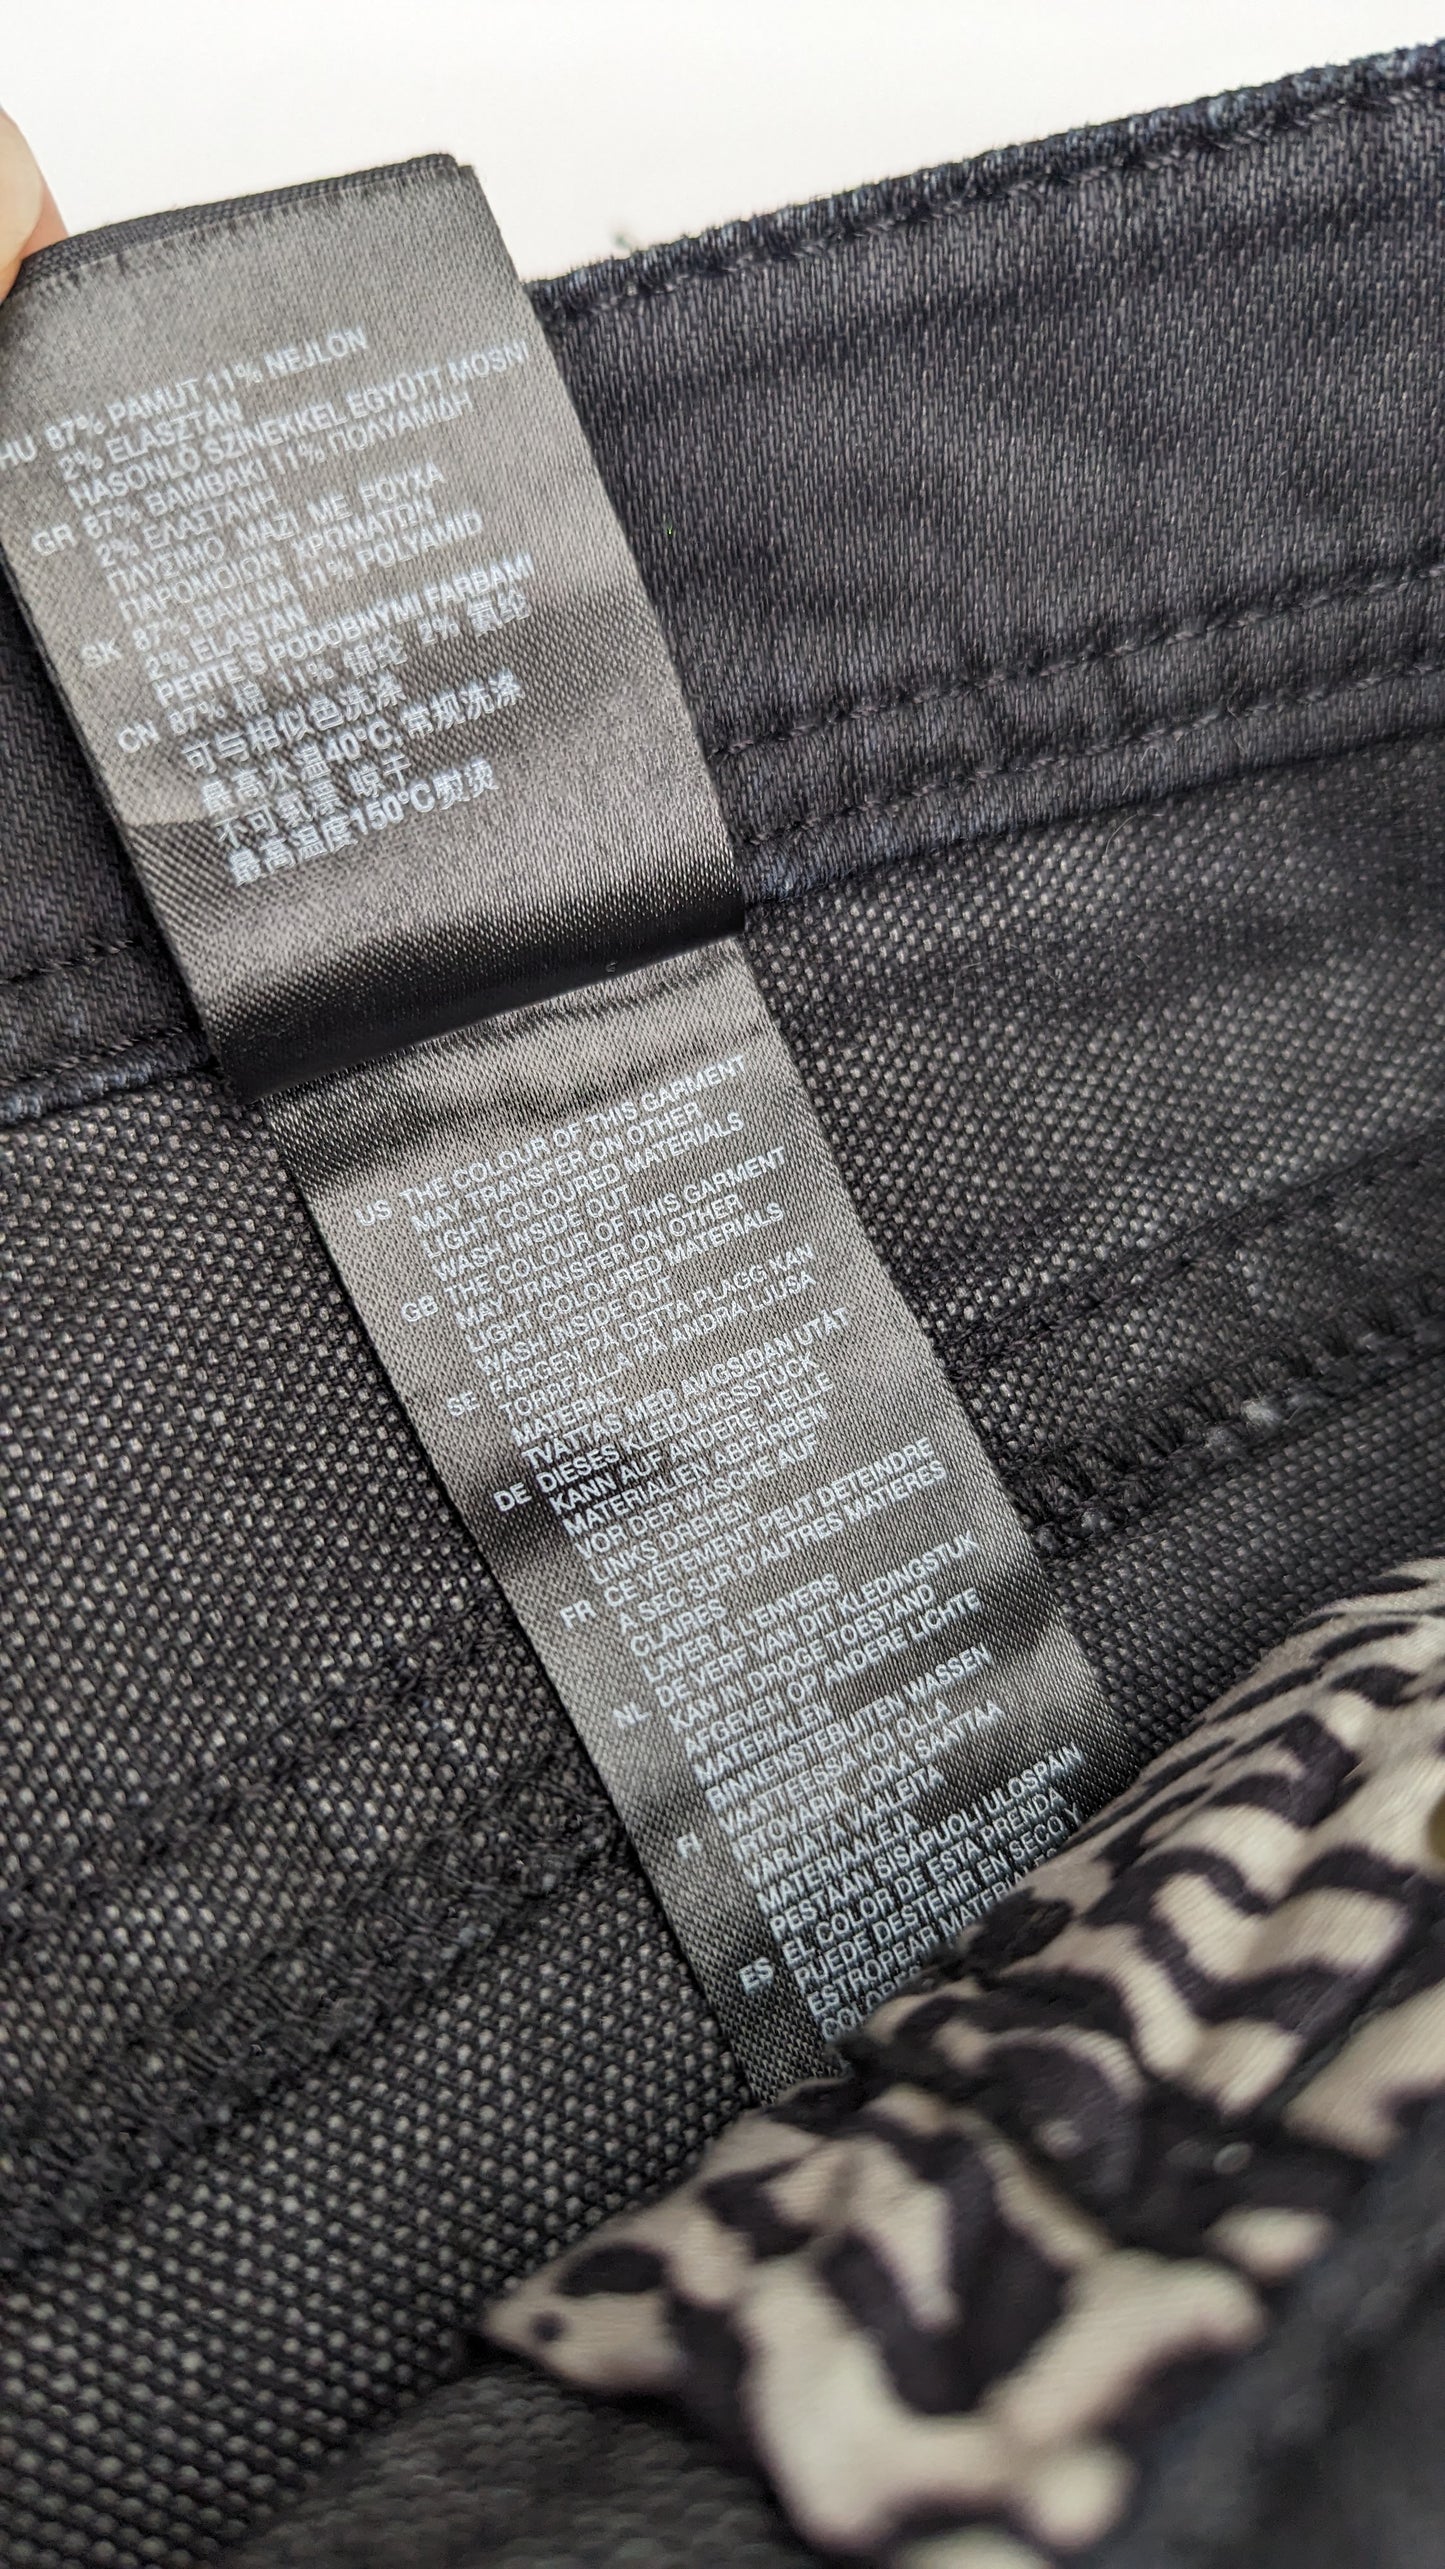 HU 87% PAMUT 11% NEJLON
2% ELASZTÁN
HASONLÓ SZÍNEKKEL EGYÜTT MOSNI
GR 87% ΒΑΜΒΑΚΙ 11% ΠΟΛΥΑΜΙΔΗ
2% ΕΛΑΣΤΑΝΗ
ΠΛΥΣΙΜΟ ΜΑΖΙ ΜΕ ΡΟΥΧΑ
ΠΑΡΟΜΟΙΩΝ ΧΡΩΜΑΤΩΝ
SK 87% BAVLNA 11% POLYAMID
2% ELASTAN
PERTE S PODOBNÝMI FARBAMI
CN 87% 棉 11% 锦纶 2% 氨纶
可与相似色洗涤
最高水温40°C, 常规洗涤
不可氯漂 晾干
最高温度150°C熨烫
US THE COLOUR OF THIS GARMENT
MAY TRANSFER ON OTHER
LIGHT COLOURED MATERIALS
WASH INSIDE OUT
GB THE COLOUR OF THIS GARMENT
MAY TRANSFER ON OTHER
LIGHT COLOURED MATERIALS
WASH INSIDE OUT
SE FÄRGEN PÅ DETTA PLAGG KAN
TORRFÄLLA PÅ ANDRA LJUSA
MATERIAL
TVÄTTAS MED AVIGSIDAN UTÅT
DE DIESES KLEIDUNGSSTÜCK
KANN AUF ANDERE, HELLE
MATERIALIEN ABFÄRBEN
VOR DER WÄSCHE AUF
LINKS DREHEN
FR CE VETEMENT PEUT DETEINDRE
A SEC SUR D'AUTRES MATIERES
CLAIRES
LAVER A L'ENVERS
NL DE VERF VAN DIT KLEDINGSTUK
KAN IN DROGE TOESTAND
AFGEVEN OP ANDERE LICHTE
MATERIALEN
BINNENSTEBUITEN WASSEN
FI VAATTEESSA VOI OLLA
IRTOVÄRIÄ, JOKA SAATTAA
VÄRJÄTÄ VAALEITA
MATERIAALEJA
PESTÄÄN SISÄPUOLI ULOSPÄIN
ES EL COLOR DE ESTA PRENDA
PUEDE DESTENIR EN SECO Y
ESTROPEAR MATERIALES